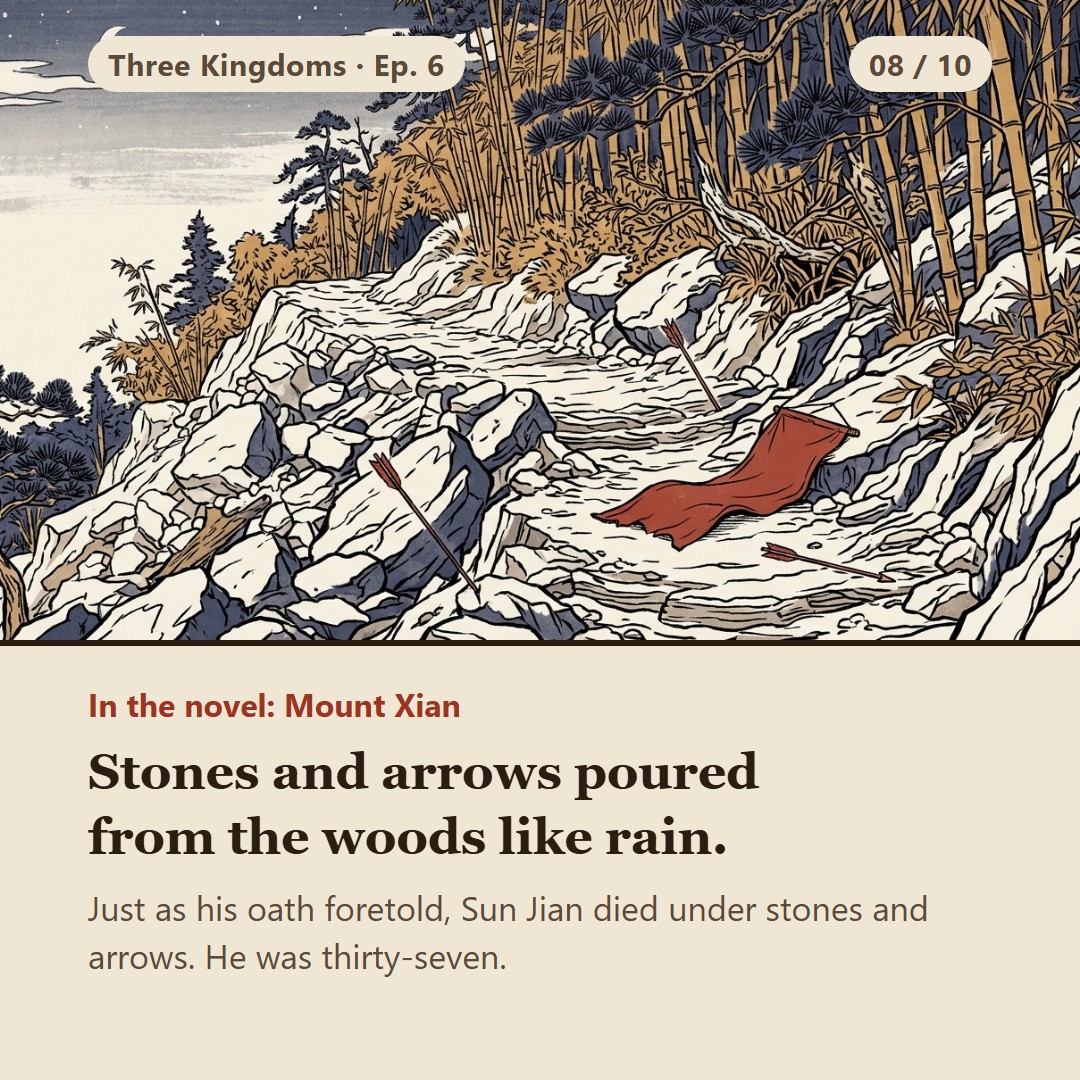 Three Kingdoms · Ep. 6
08 / 10
In the novel: Mount Xian
Stones and arrows poured
from the woods like rain.
Just as his oath foretold, Sun Jian died under stones and
arrows. He was thirty-seven.